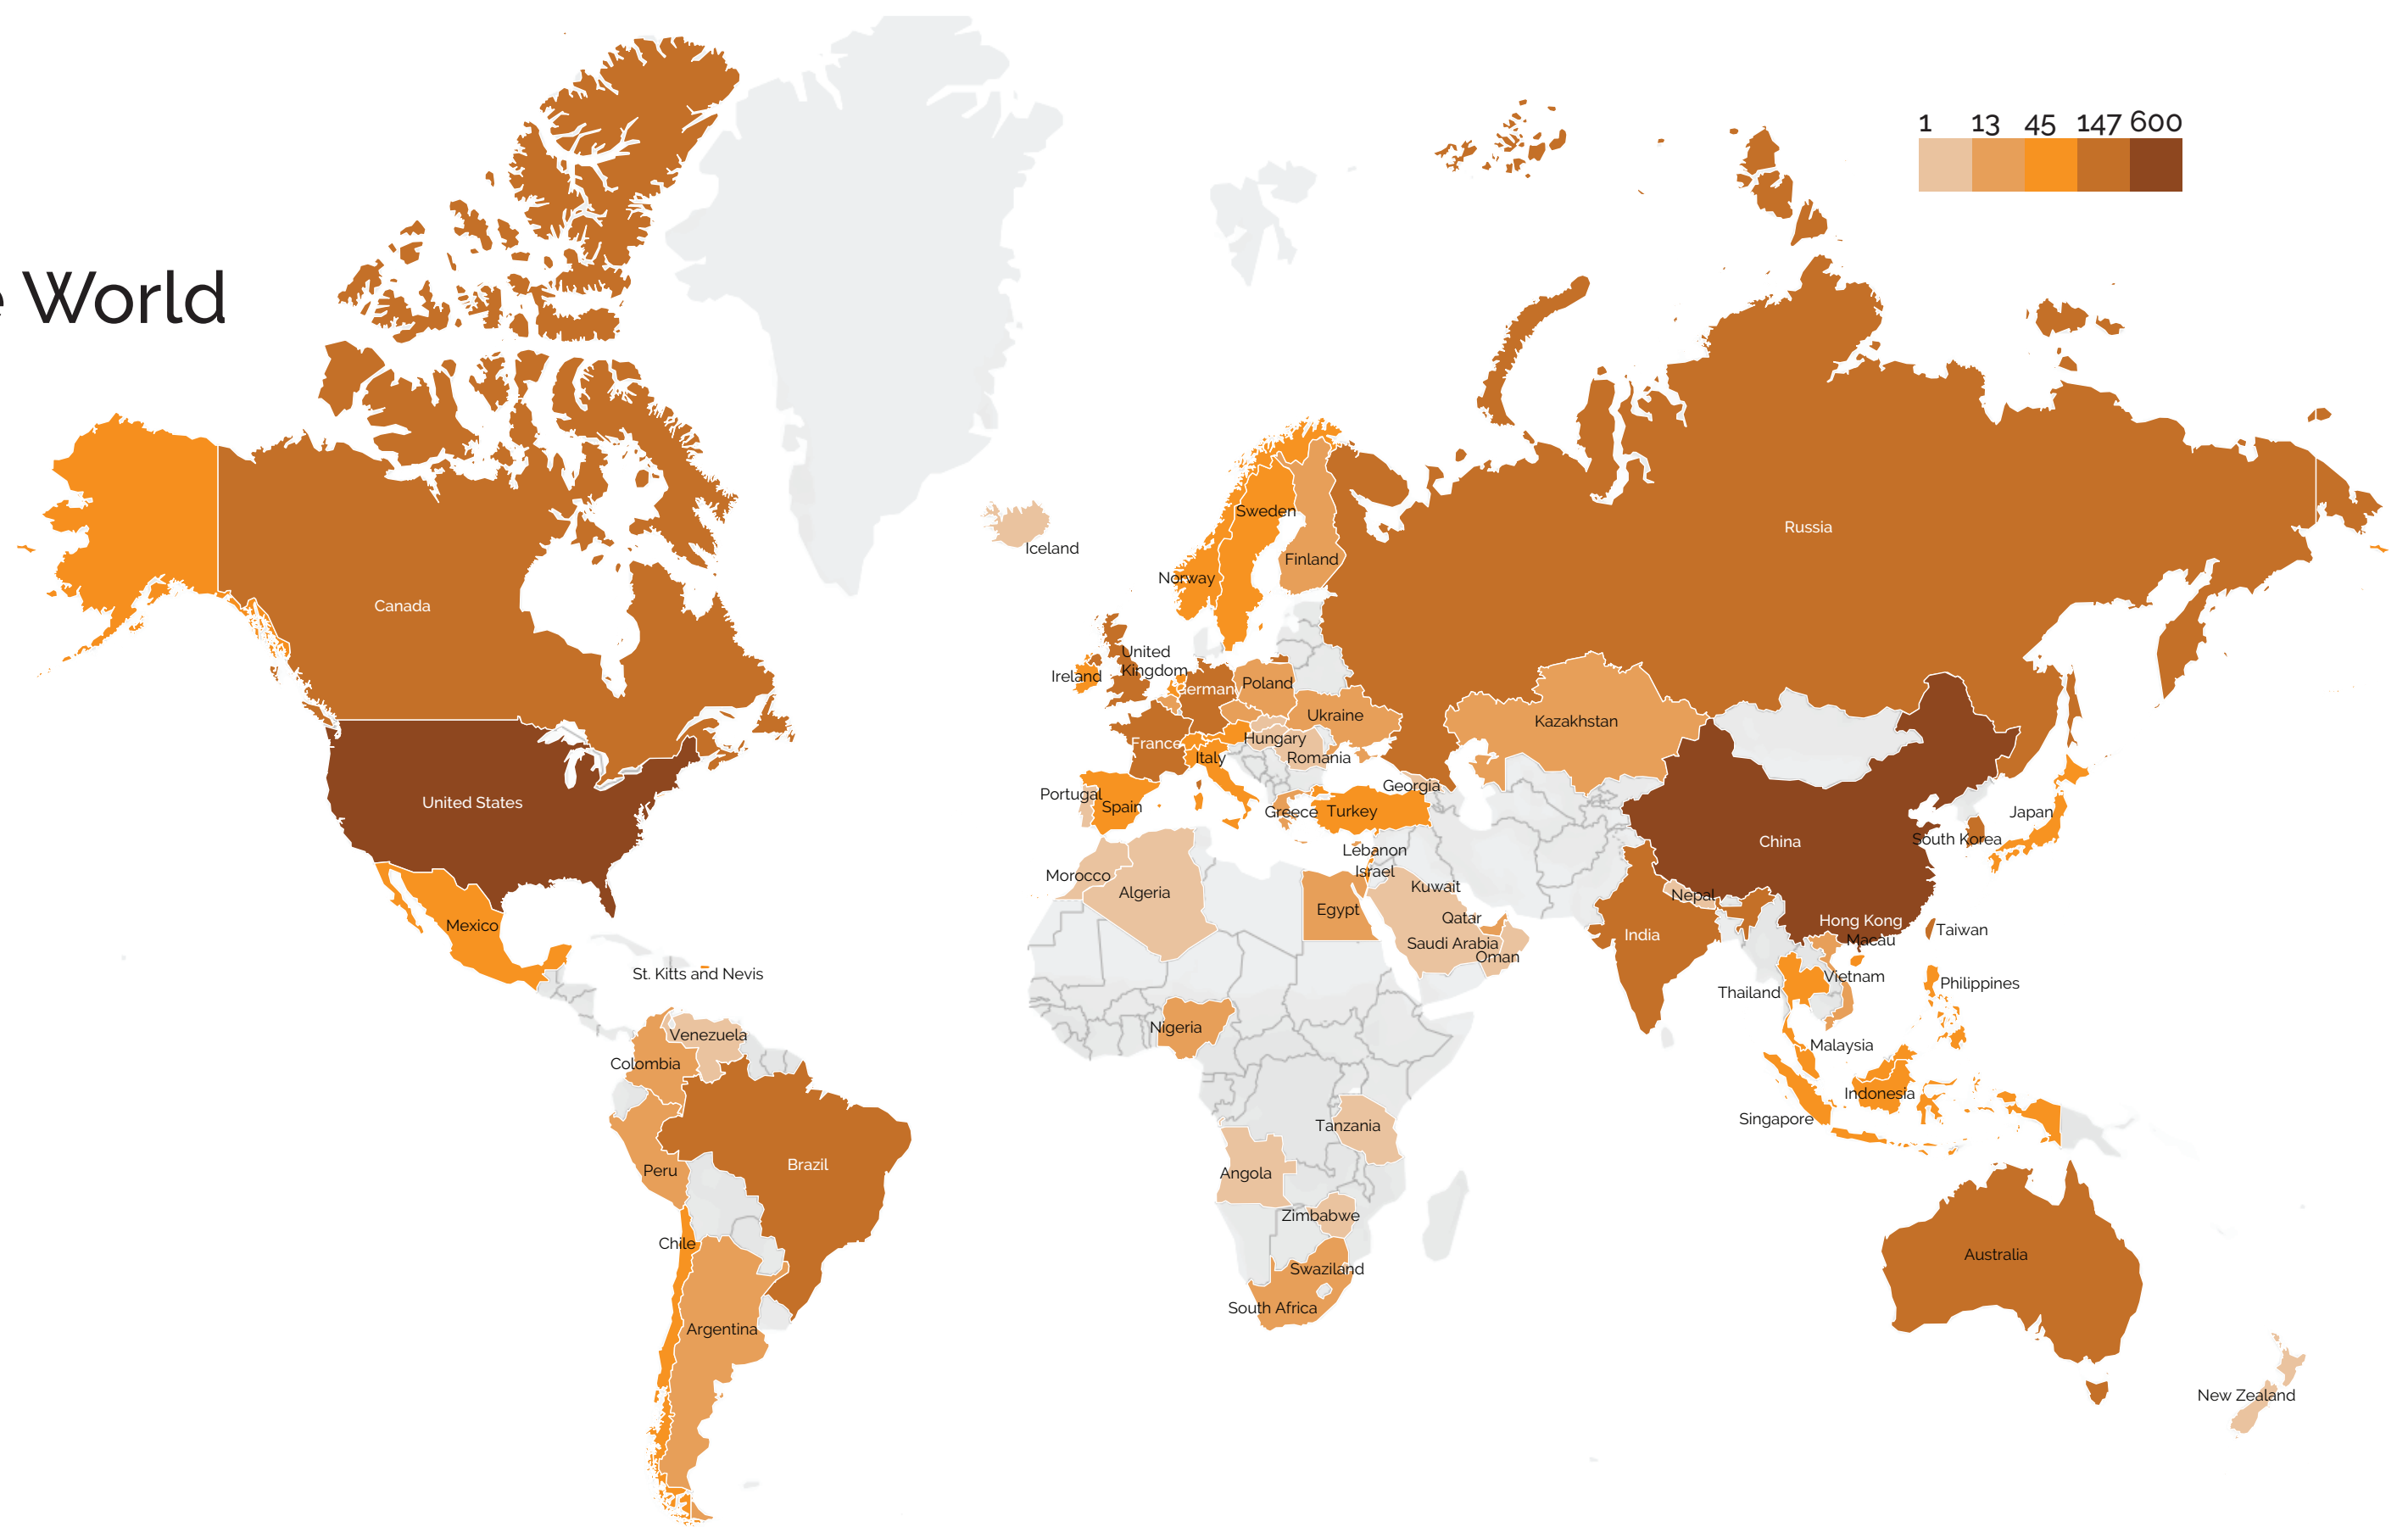 e World
1 13 45 147 600
Iceland
Sweden
Finland
Norway
Russia
Canada
United
Kingdom
Ireland
Germany
Poland
Ukraine
Kazakhstan
France
Hungary
Italy
Romania
Georgia
Portugal
Spain
Greece
Turkey
United States
China
Japan
South Korea
Lebanon
Israel
Kuwait
Morocco
Algeria
Egypt
Qatar
Saudi Arabia
Oman
Nepal
India
Hong Kong
Macau
Taiwan
Mexico
St. Kitts and Nevis
Vietnam
Thailand
Philippines
Venezuela
Colombia
Nigeria
Malaysia
Indonesia
Singapore
Tanzania
Brazil
Peru
Angola
Zimbabwe
Chile
Swaziland
South Africa
Argentina
Australia
New Zealand